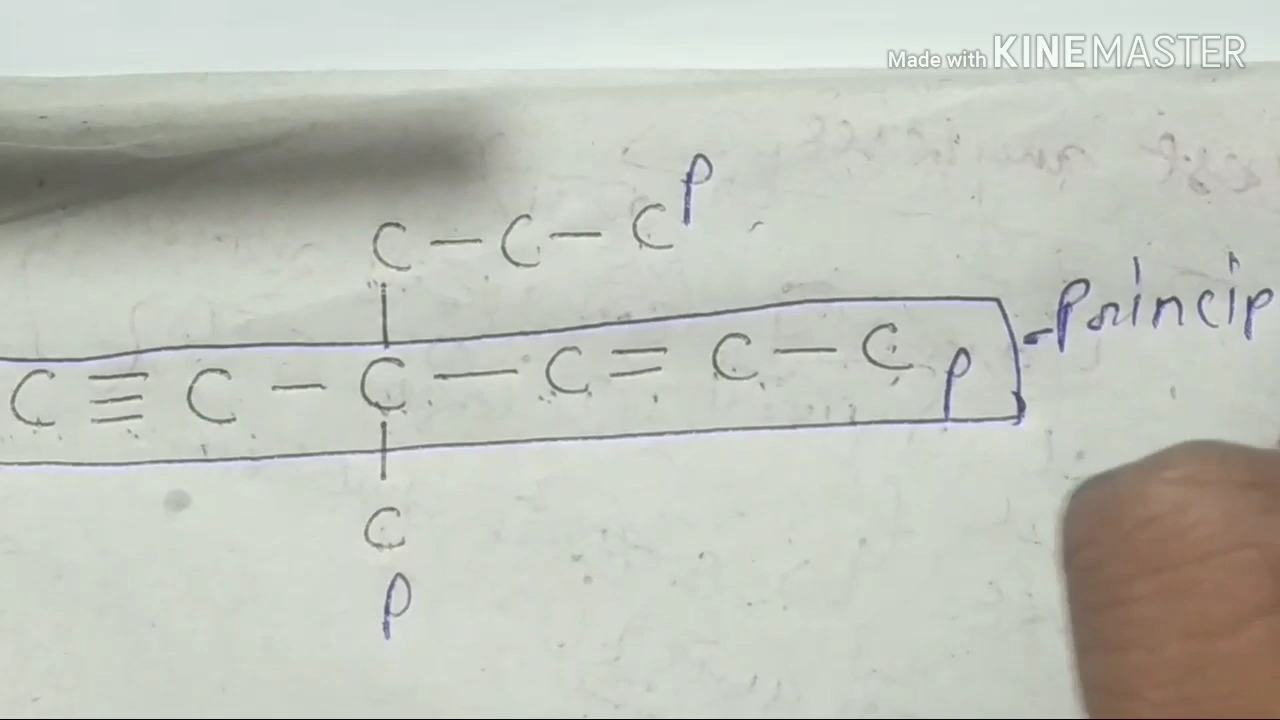 Made with KINEMASTER
C — C — C P
C ≡ C — C — C = C — C P
- Princip
C
P